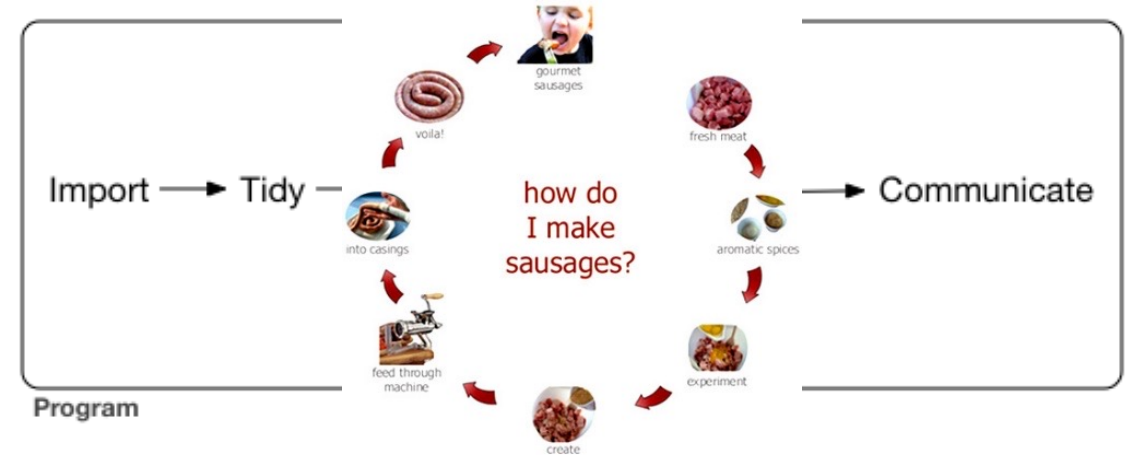 Import
Tidy
how do
I make
sausages?
fresh meat
aromatic spices
experiment
create
feed through
machine
into casings
voila!
gourmet
sausages
Communicate
Program